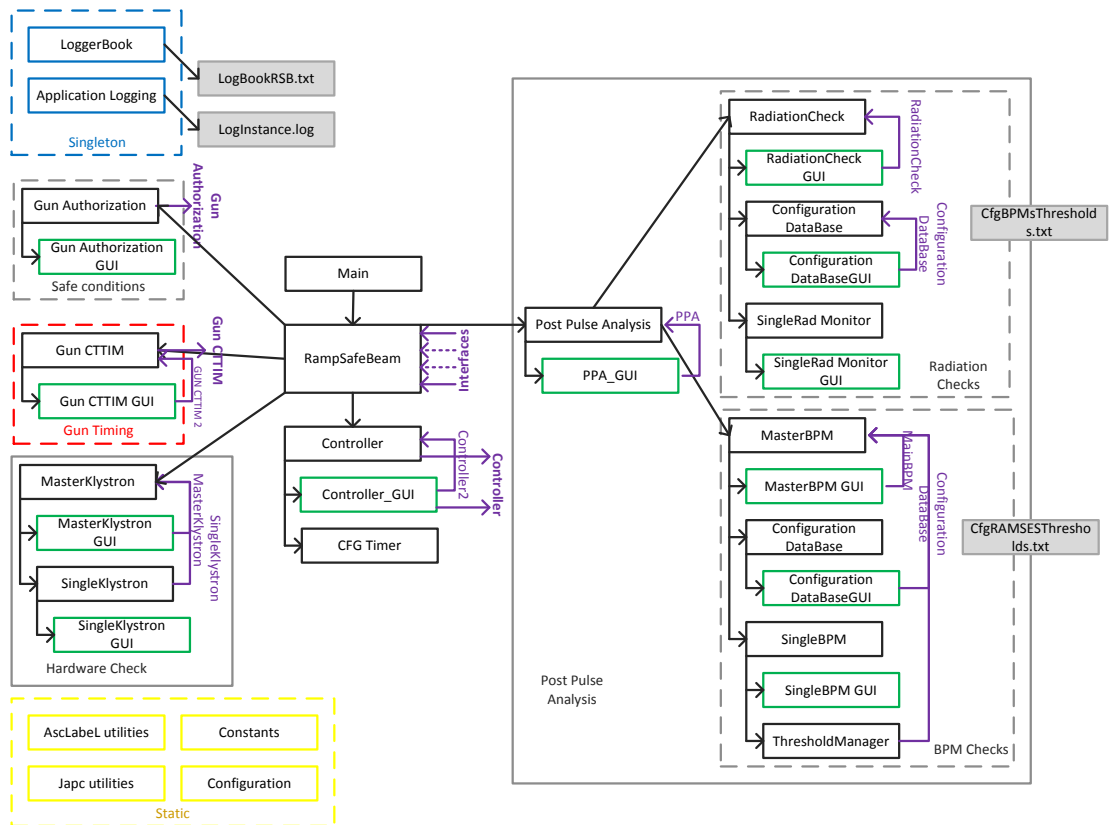 LoggerBook
LogBookRSB.txt
Application Logging
LogInstance.log
Singleton
Gun Authorization
Gun
Authorization
Gun Authorization
GUI
Safe conditions
Gun CTTIM
Gun CTTIM
GUN CTTIM 2
Gun CTTIM GUI
Gun Timing
MasterKlystron
MasterKlystron
GUI
MasterKlystron
SingleKlystron
SingleKlystron
SingleKlystron
GUI
Hardware Check
AscLabeL utilities
Constants
Japc utilities
Configuration
Static
Main
RampSafeBeam
Interfaces
Controller
Controller2
Controller
Controller_GUI
CFG Timer
Post Pulse Analysis
PPA
PPA_GUI
Post Pulse
Analysis
RadiationCheck
RadiationCheck
RadiationCheck
GUI
Configuration
DataBase
Configuration
DataBase
Configuration
DataBaseGUI
SingleRad Monitor
SingleRad Monitor
GUI
Radiation
Checks
CfgBPMsThreshold
s.txt
MasterBPM
MainBPM
Configuration
DataBase
MasterBPM GUI
Configuration
DataBase
Configuration
DataBaseGUI
SingleBPM
SingleBPM GUI
ThresholdManager
BPM Checks
CfgRAMSESThresho
lds.txt